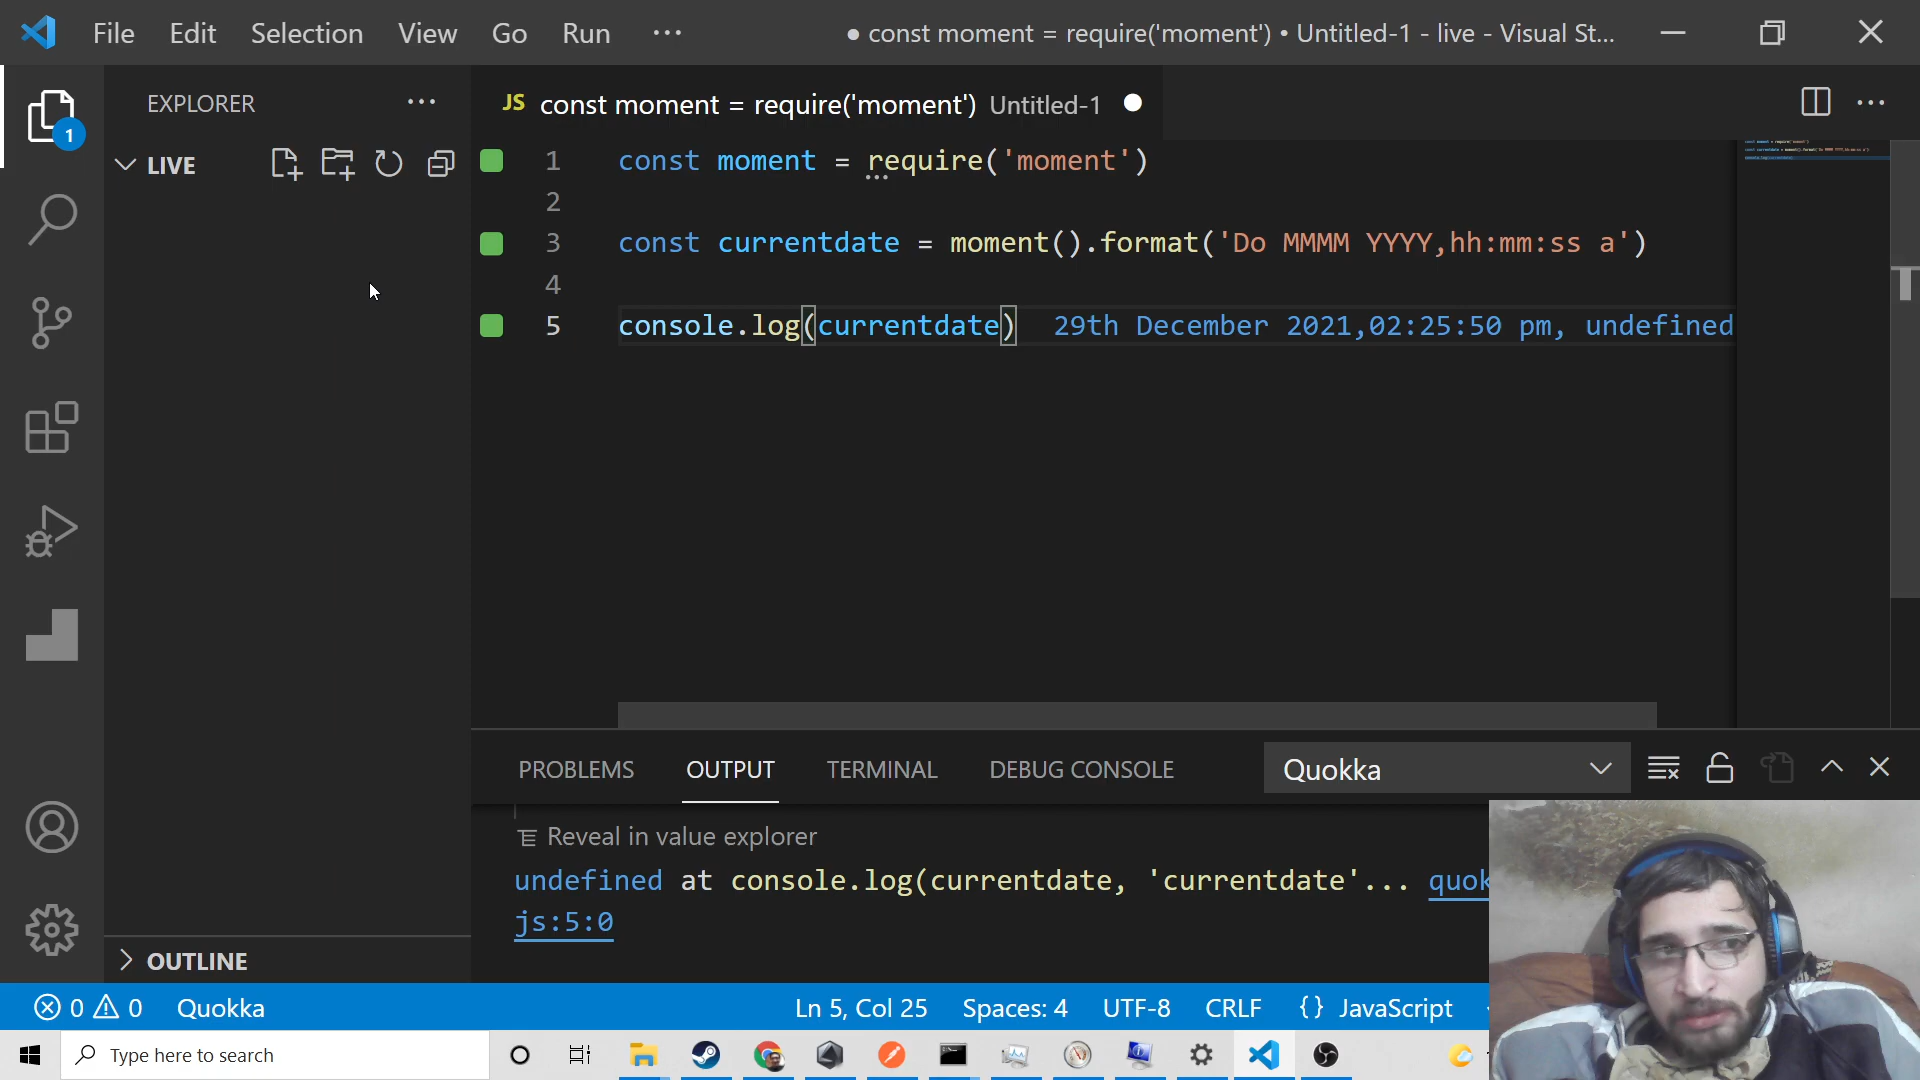 File Edit Selection View Go Run ···
● const moment = require('moment') • Untitled-1 - live - Visual St...
EXPLORER ···
JS const moment = require('moment') Untitled-1 ●
1
LIVE
1 const moment = require('moment')
2
3 const currentdate = moment().format('Do MMMM YYYY,hh:mm:ss a')
4
5 console.log(currentdate) 29th December 2021,02:25:50 pm, undefined
PROBLEMS OUTPUT TERMINAL DEBUG CONSOLE Quokka
Reveal in value explorer
undefined at console.log(currentdate, 'currentdate'... quok
js:5:0
OUTLINE
0 0 Quokka Ln 5, Col 25 Spaces: 4 UTF-8 CRLF {} JavaScript
Type here to search